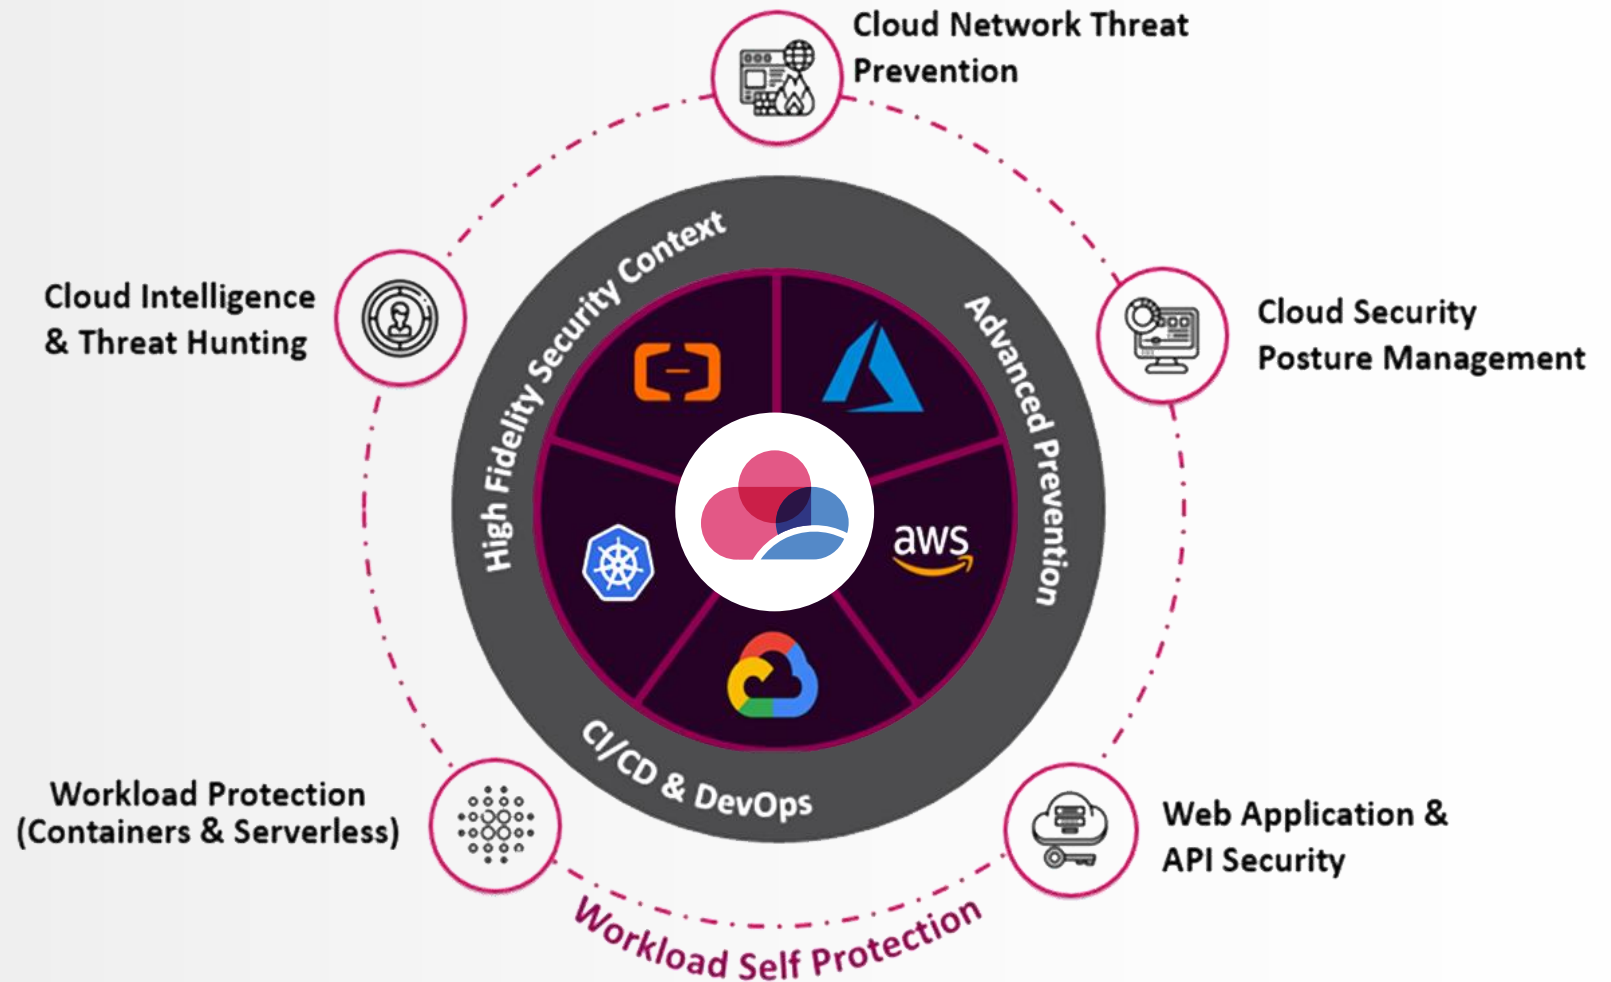 Cloud Network Threat
Prevention
Cloud Intelligence
& Threat Hunting
Cloud Security
Posture Management
High Fidelity Security Context
Advanced Prevention
aws
CI/CD & DevOps
Workload Protection
(Containers & Serverless)
Web Application &
API Security
Workload Self Protection